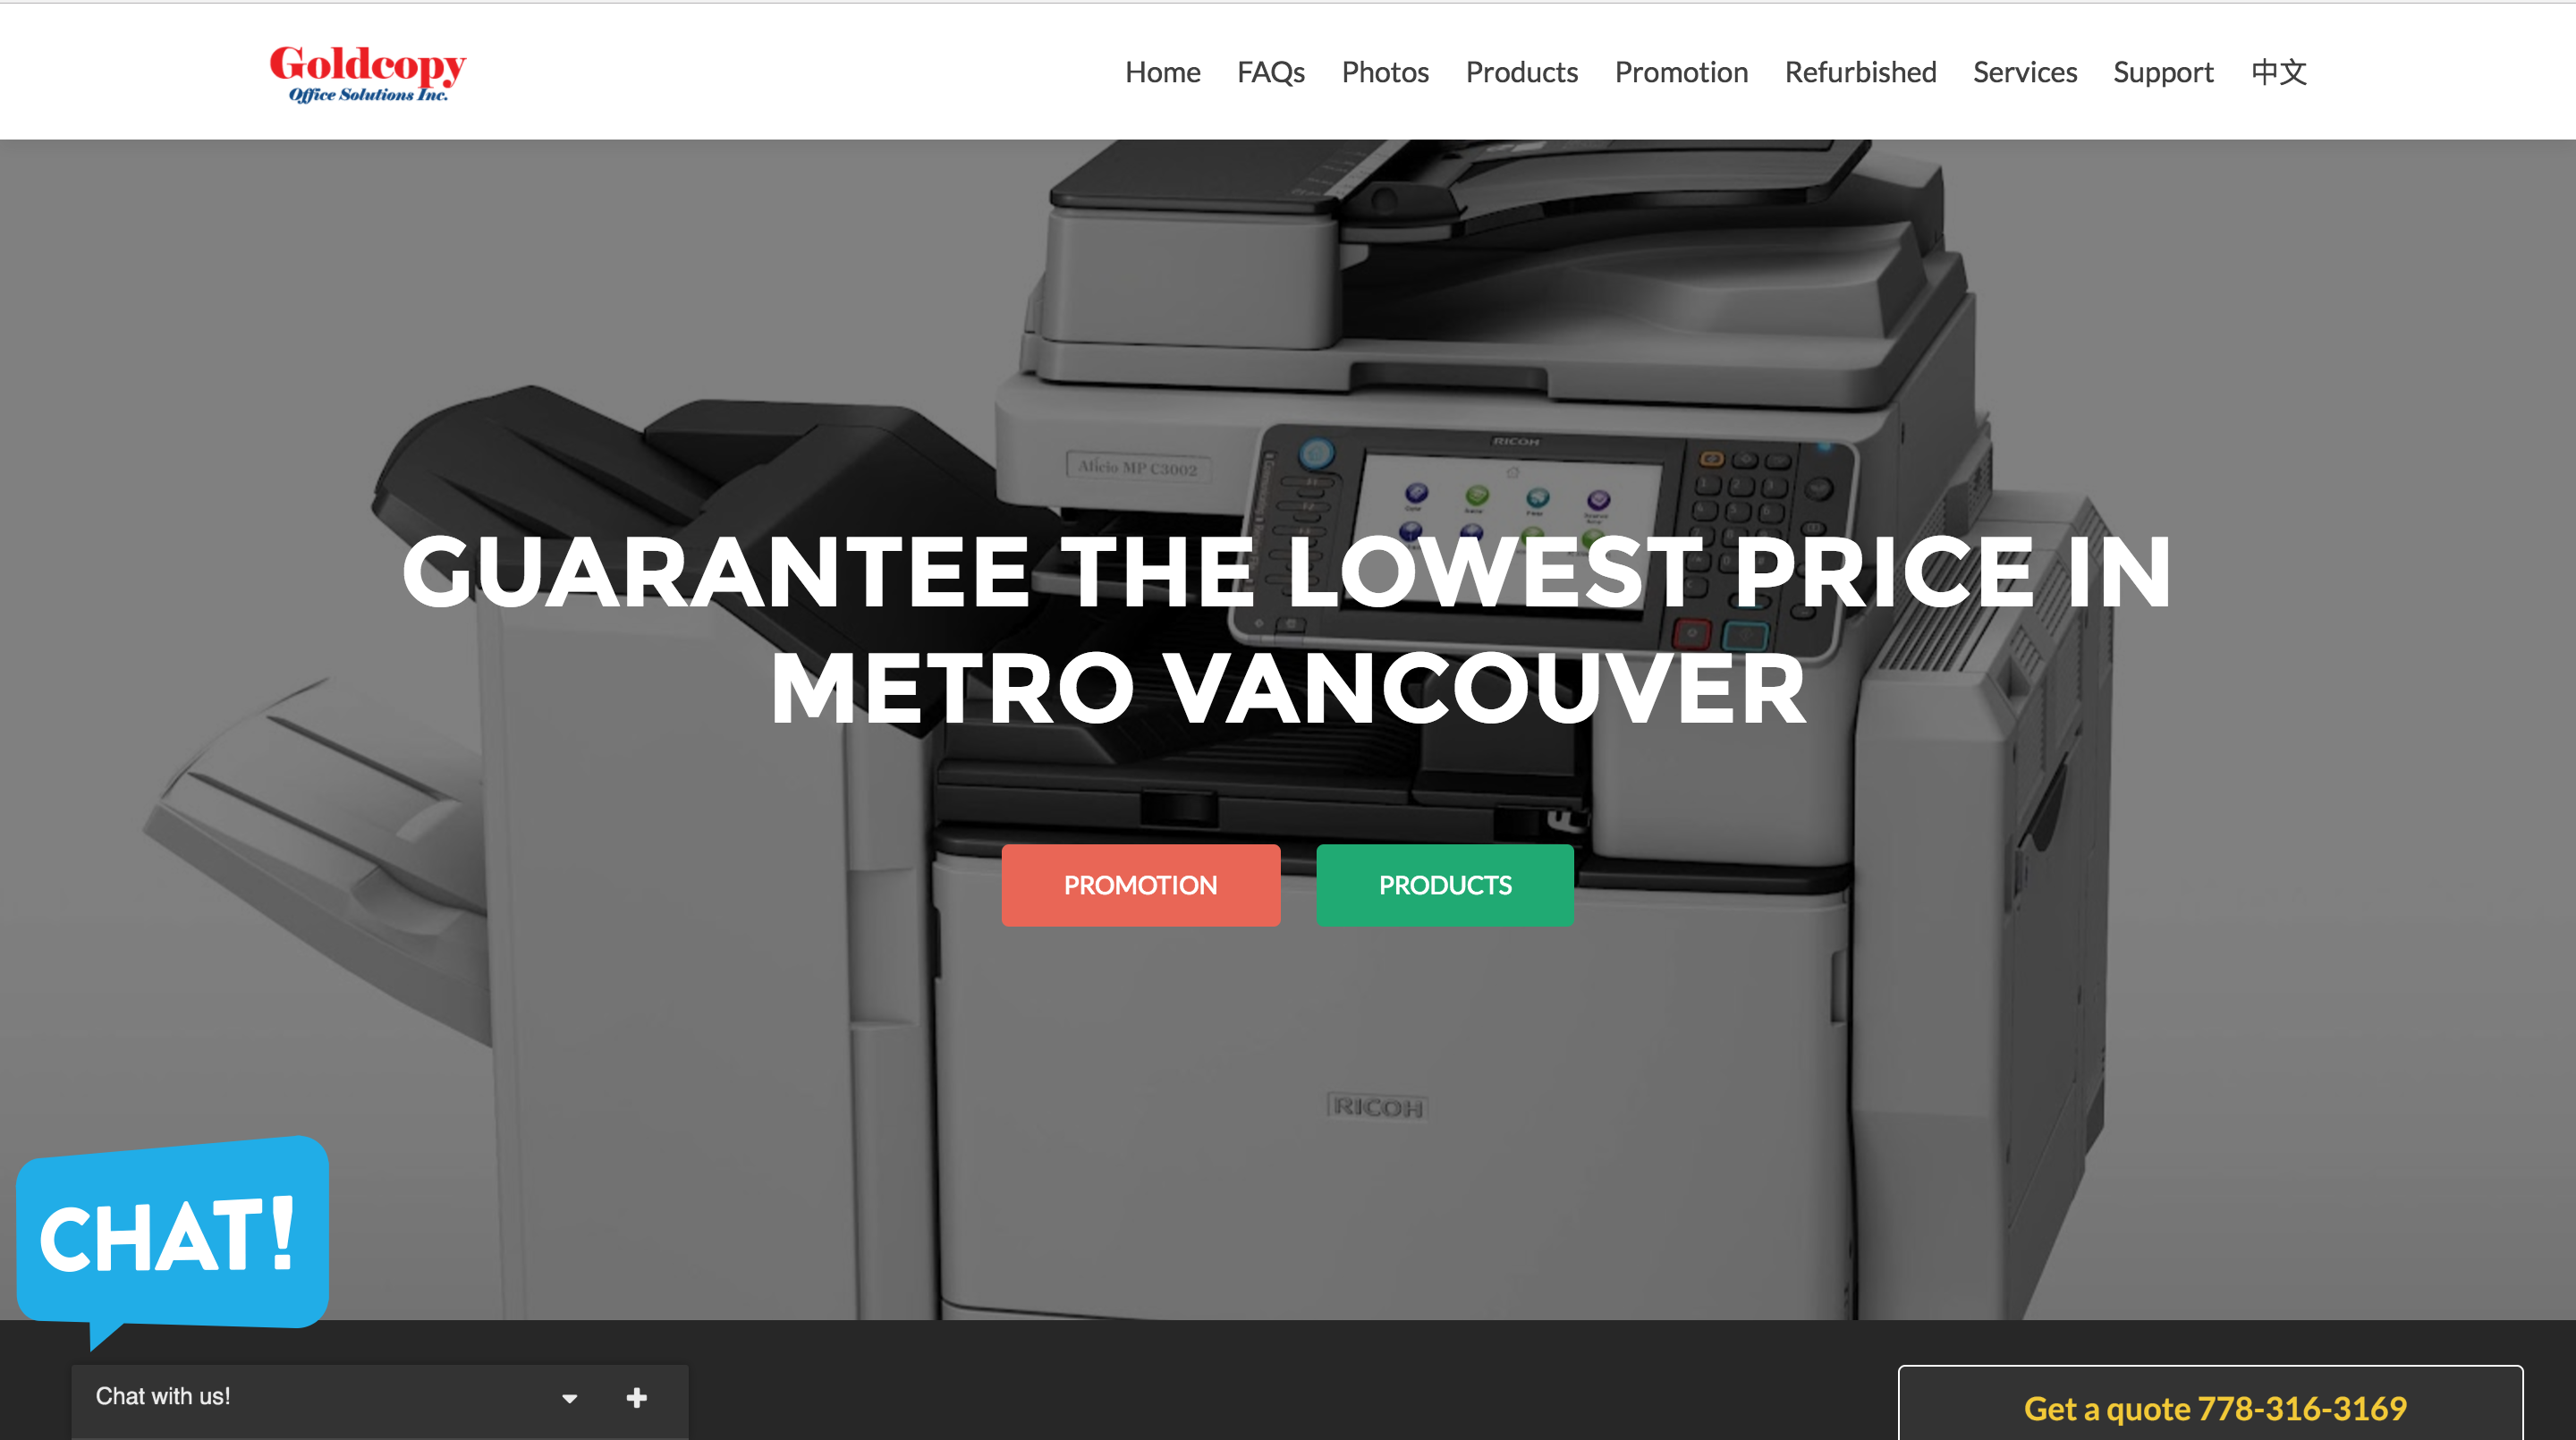 Goldcopy
Office Solutions Inc.
Home FAQs Photos Products Promotion Refurbished Services Support 中文
RICOH
Aficio MP C3002
GUARANTEE THE LOWEST PRICE IN
METRO VANCOUVER
PROMOTION PRODUCTS
RICOH
CHAT!
Chat with us!
Get a quote 778-316-3169